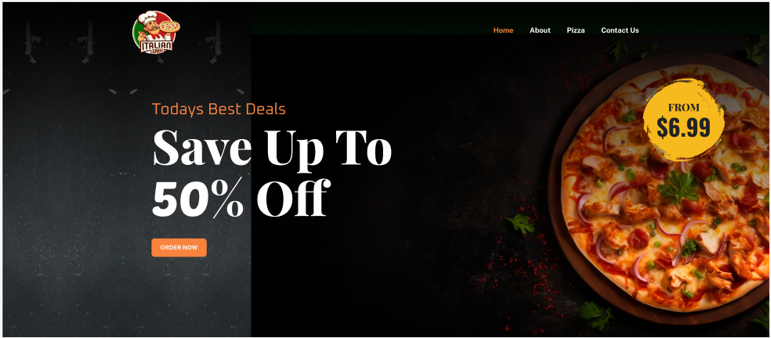 ITALIAN
Home
About
Pizza
Contact Us
Todays Best Deals
Save Up To
50% Off
ORDER NOW
FROM
$6.99